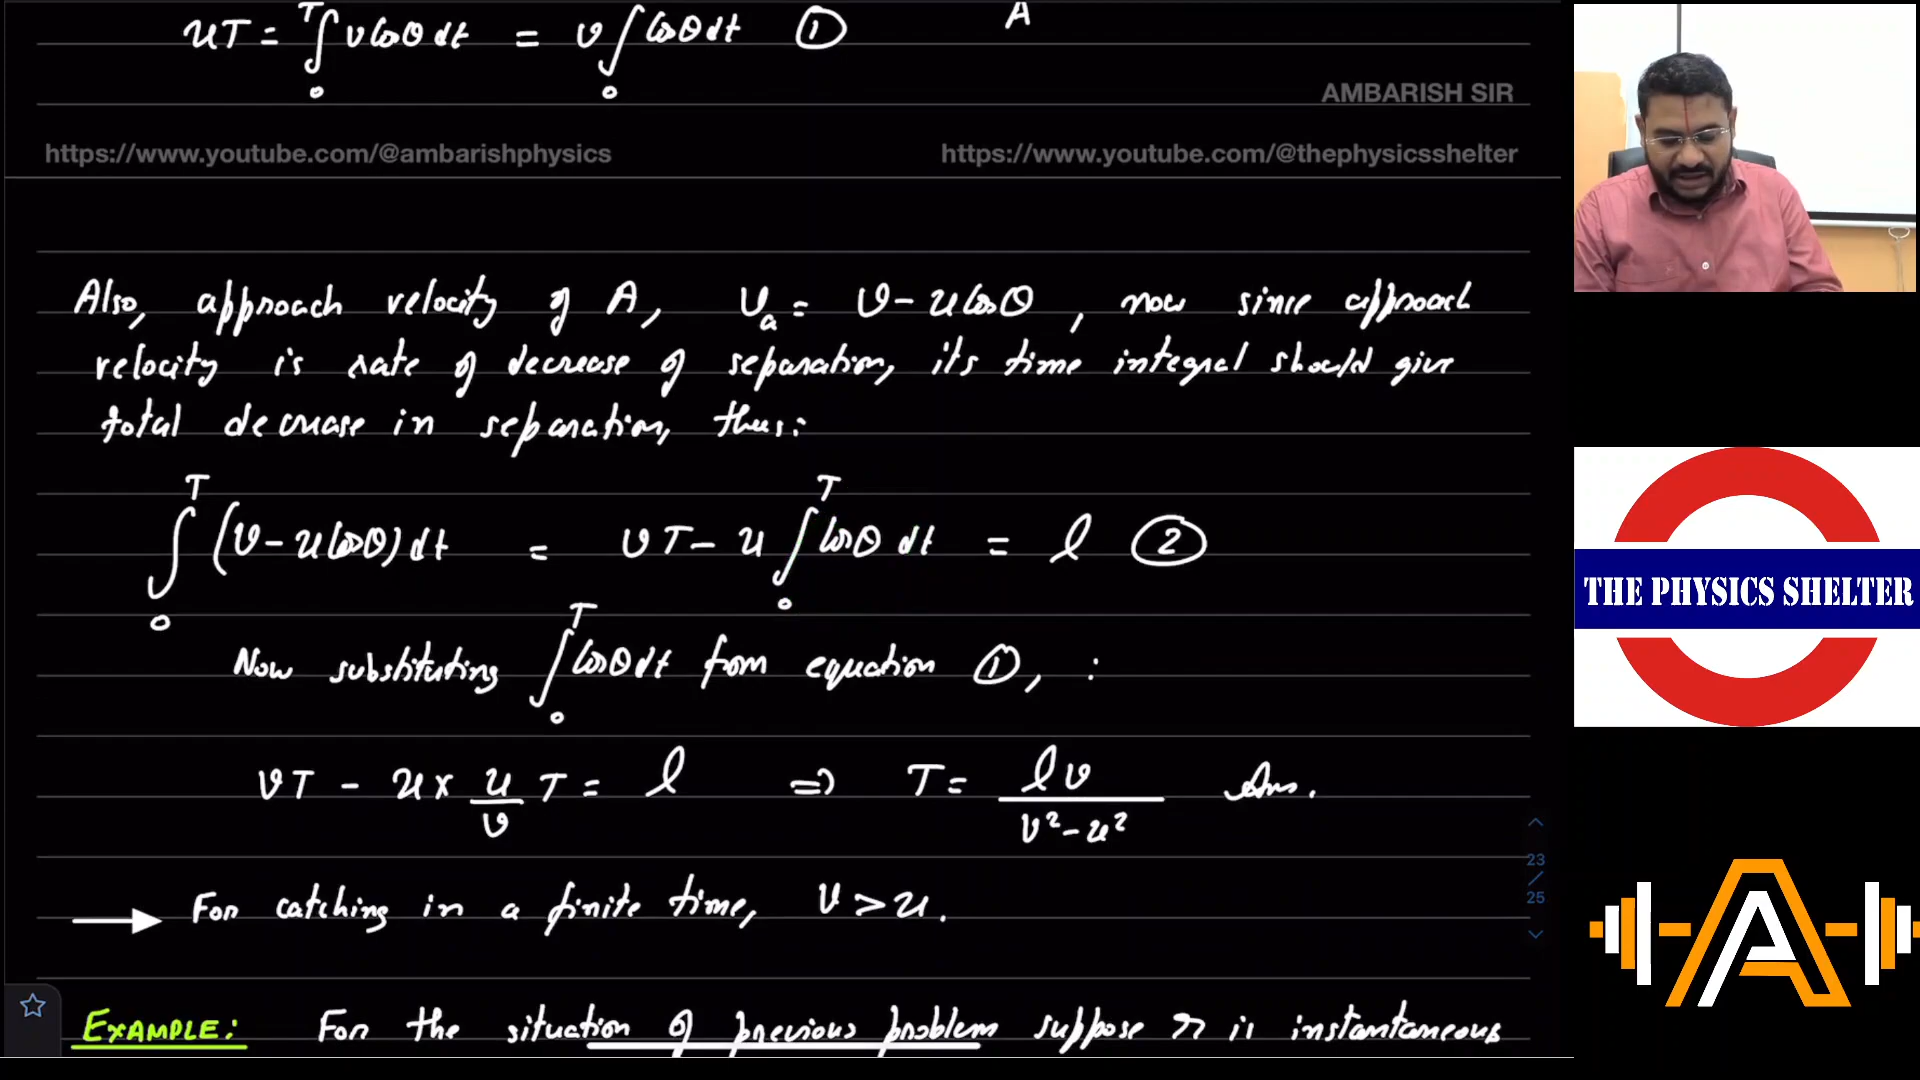 uT = ∫₀ᵀ v cosθ dt = v ∫₀ cosθ dt ①
A
AMBARISH SIR
https://www.youtube.com/@ambarishphysics https://www.youtube.com/@thephysicsshelter
Also, approach velocity of A, vₐ = v - u cosθ, now since approach
velocity is rate of decrease of separation, its time integral should give
total decrease in separation, thus:
∫₀ᵀ (v - u cosθ) dt = vT - u ∫₀ᵀ cosθ dt = l ②
Now substituting ∫₀ᵀ cosθ dt from equation ①, :
vT - u × u/v T = l ⇒ T = lv/(v² - u²) Ans.
→ For catching in a finite time, v > u.
EXAMPLE: For the situation of previous problem suppose r is instantaneous
23
/
25
THE PHYSICS SHELTER
A